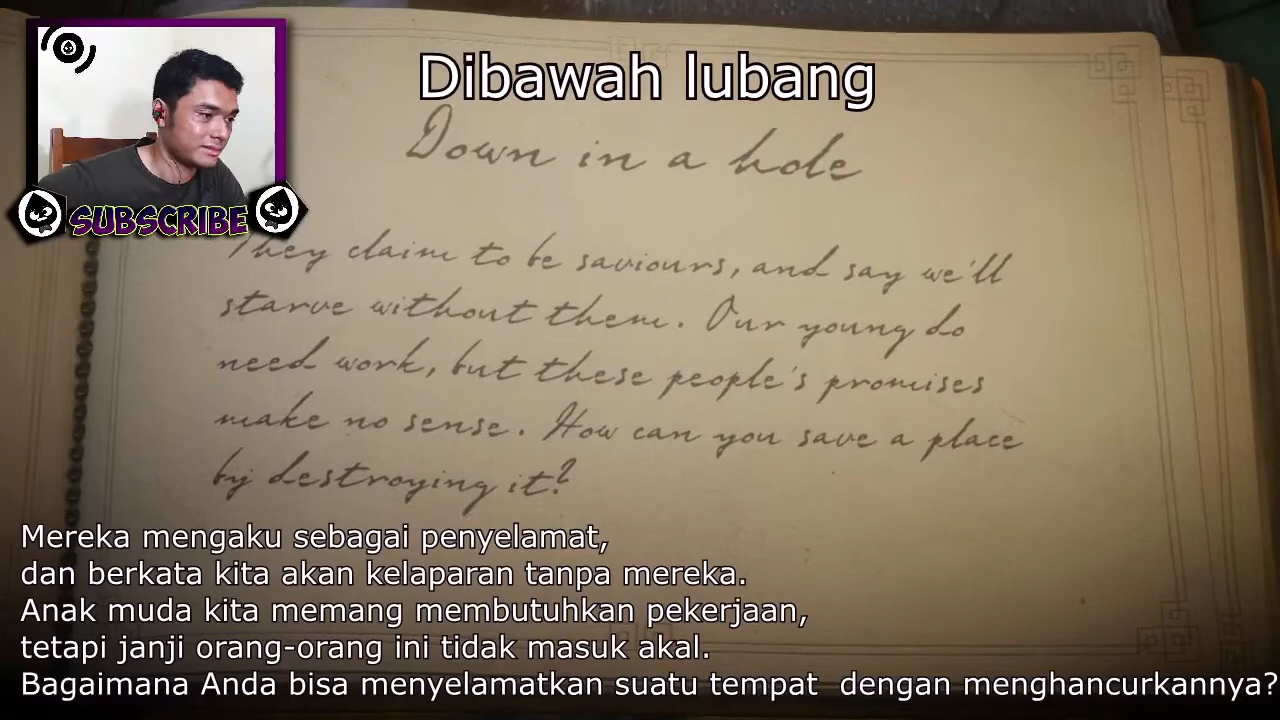 Dibawah lubang
Down in a hole
SUBSCRIBE
They claim to be saviours, and say we'll
starve without them. Our young do
need work, but these people's promises
make no sense. How can you save a place
by destroying it?
Mereka mengaku sebagai penyelamat,
dan berkata kita akan kelaparan tanpa mereka.
Anak muda kita memang membutuhkan pekerjaan,
tetapi janji orang-orang ini tidak masuk akal.
Bagaimana Anda bisa menyelamatkan suatu tempat dengan menghancurkannya?